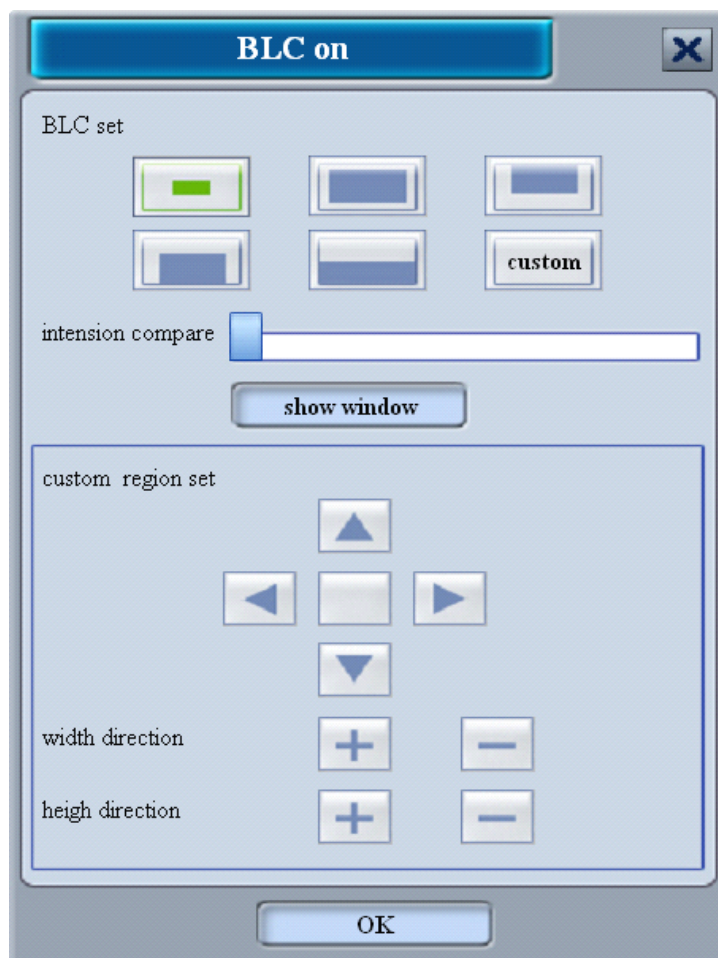 BLC on
BLC set
custom
intension compare
show window
custom region set
width direction
heigh direction
OK